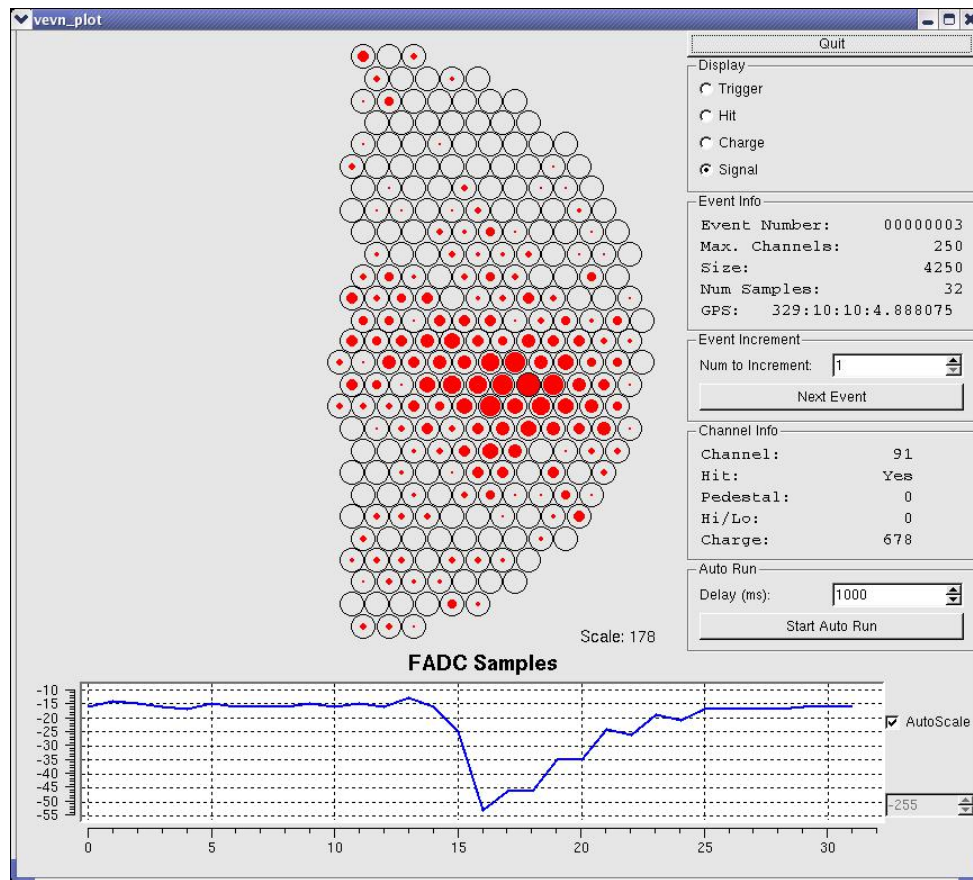 vevn_plot
Quit
Display
Trigger
Hit
Charge
Signal
Event Info
Event Number: 00000003
Max. Channels: 250
Size: 4250
Num Samples: 32
GPS: 329:10:10:4.888075
Event Increment
Num to Increment: 1
Next Event
Channel Info
Channel: 91
Hit: Yes
Pedestal: 0
Hi/Lo: 0
Charge: 678
Auto Run
Delay (ms): 1000
Start Auto Run
Scale: 178
FADC Samples
-10
-15
-20
-25
-30
-35
-40
-45
-50
-55
AutoScale
-255
0 5 10 15 20 25 30